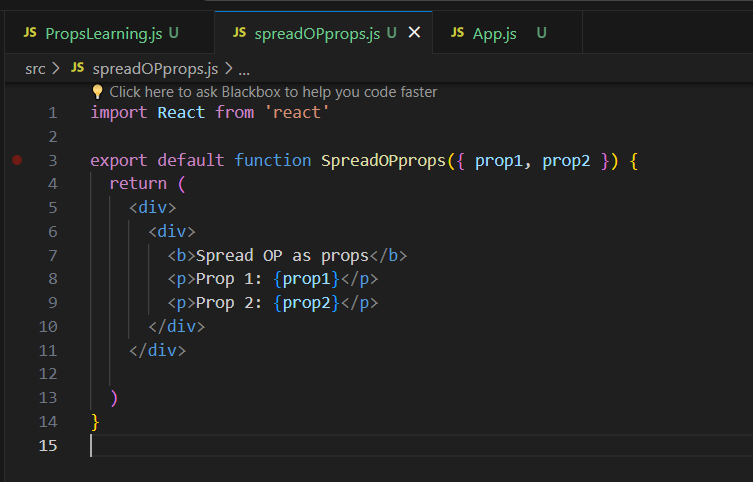 JS PropsLearning.js U JS spreadOPprops.js U JS App.js U
src > JS spreadOPprops.js > ...
Click here to ask Blackbox to help you code faster
1 import React from 'react'
2
3 export default function SpreadOPprops({ prop1, prop2 }) {
4 return (
5 <div>
6 <div>
7 <b>Spread OP as props</b>
8 <p>Prop 1: {prop1}</p>
9 <p>Prop 2: {prop2}</p>
10 </div>
11 </div>
12
13 )
14 }
15